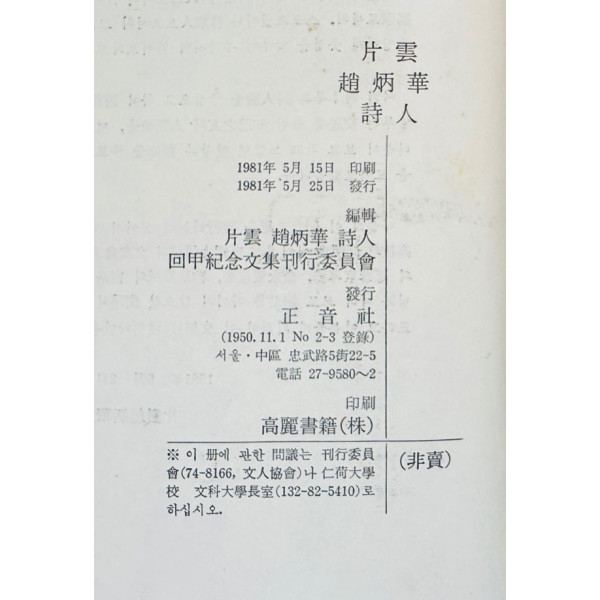 片雲
趙炳華
詩人
1981年 5月 15日 印刷
1981年 5月 25日 發行
編輯
片雲 趙炳華 詩人
回甲紀念文集刊行委員會
發行
正音社
(1950.11.1 No 2-3 登錄)
서울·中區 忠武路5街22-5
電話 27-9580〜2
印刷
高麗書籍(株)
※ 이 册에 관한 問議는 刊行委員
會(74-8166, 文人協會)나 仁荷大學
校 文科大學長室(132-82-5410)로
하십시오.
(非賣)